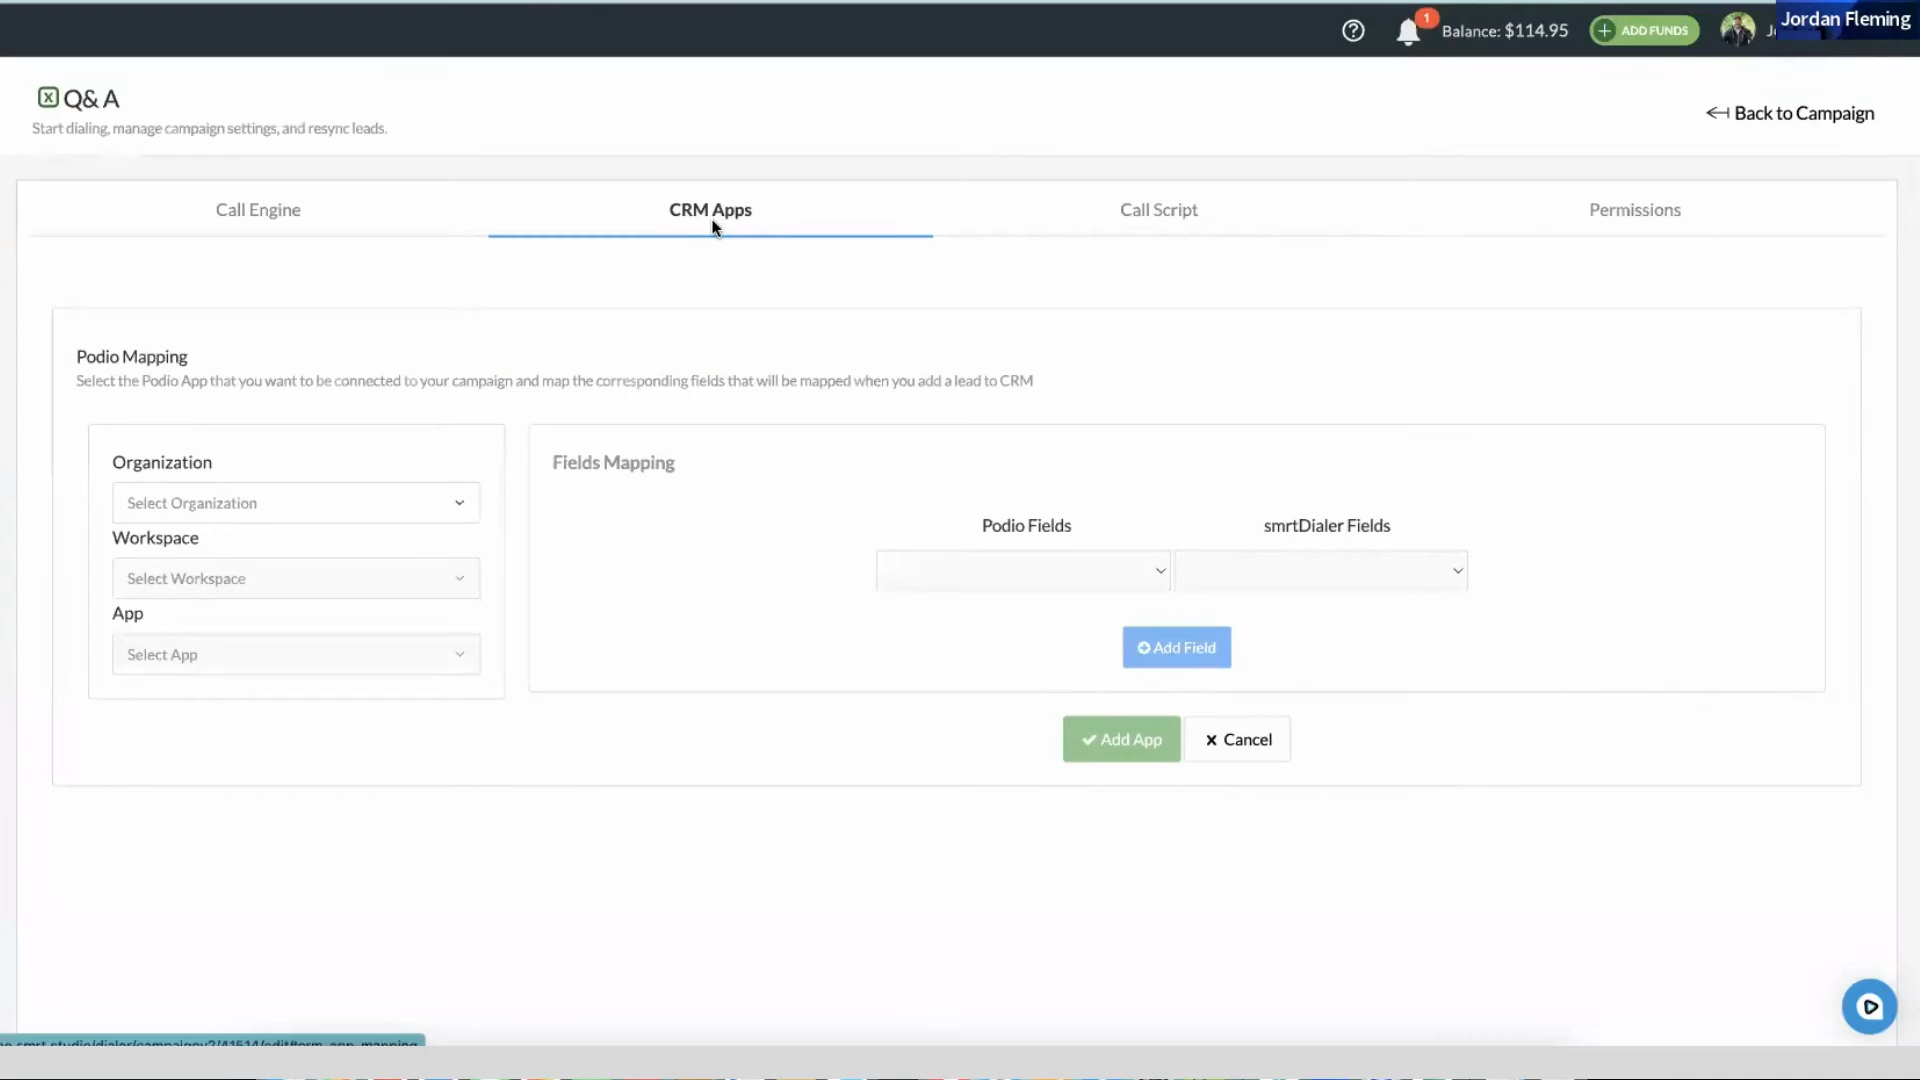 Jordan Fleming
1
Balance: $114.95
ADD FUNDS
Q& A
Start dialing, manage campaign settings, and resync leads.
Back to Campaign
Call Engine
CRM Apps
Call Script
Permissions
Podio Mapping
Select the Podio App that you want to be connected to your campaign and map the corresponding fields that will be mapped when you add a lead to CRM
Organization
Select Organization
Workspace
Select Workspace
App
Select App
Fields Mapping
Podio Fields
smrtDialer Fields
Add Field
Add App
Cancel